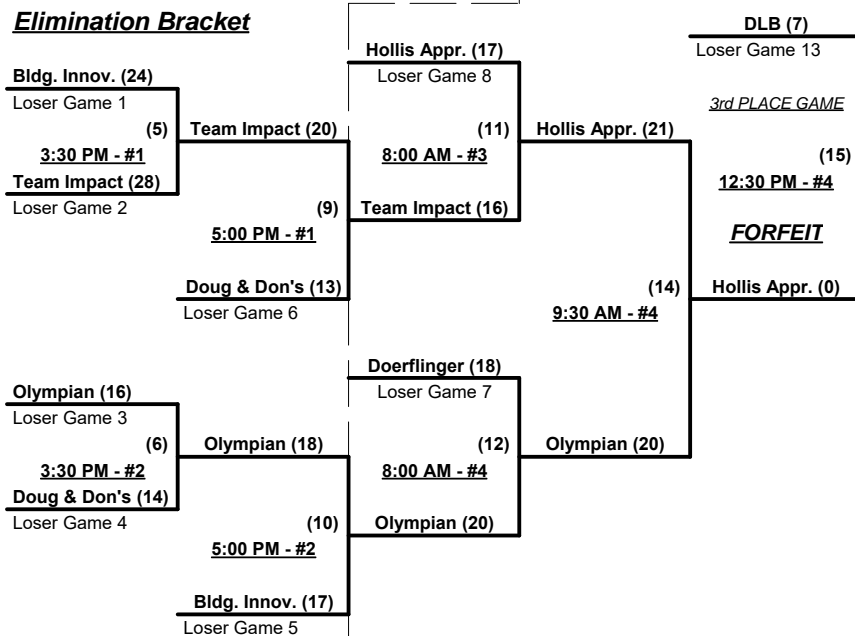 Elimination Bracket
DLB (7)
Hollis Appr. (17)
Loser Game 13
Loser Game 8
Bldg. Innov. (24)
Loser Game 1
3rd PLACE GAME
(5)
Team Impact (20)
(11)
Hollis Appr. (21)
3:30 PM - #1
8:00 AM - #3
(15)
Team Impact (28)
12:30 PM - #4
Loser Game 2
(9)
Team Impact (16)
5:00 PM - #1
FORFEIT
Doug & Don's (13)
(14)
Hollis Appr. (0)
Loser Game 6
9:30 AM - #4
Doerflinger (18)
Olympian (16)
Loser Game 7
Loser Game 3
(6)
Olympian (18)
(12)
Olympian (20)
3:30 PM - #2
8:00 AM - #4
Doug & Don's (14)
Loser Game 4
(10)
Olympian (20)
5:00 PM - #2
Bldg. Innov. (17)
Loser Game 5